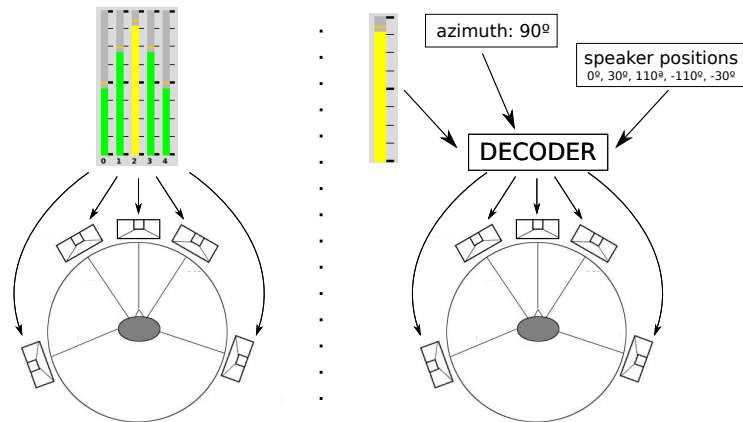 0 1 2 3 4
azimuth: 90º
speaker positions
0º, 30º, 110ª, -110º, -30º
DECODER